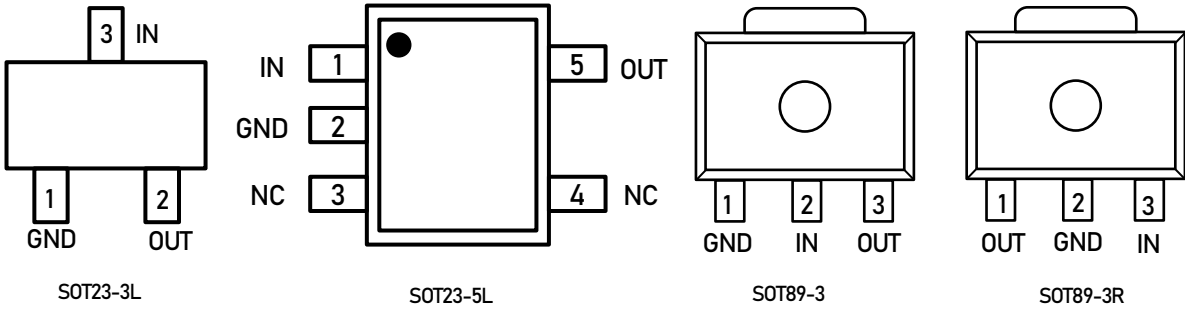 3 IN
1 2
GND OUT
SOT23-3L
IN 1 5 OUT
GND 2
NC 3 4 NC
SOT23-5L
1 2 3
GND IN OUT
SOT89-3
1 2 3
OUT GND IN
SOT89-3R